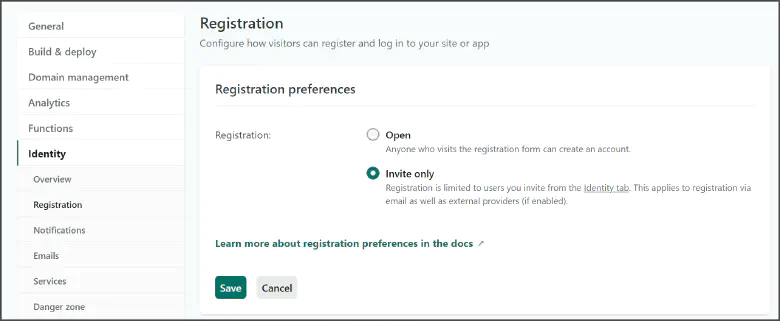 General
Build & deploy
Domain management
Analytics
Functions
Identity
Overview
Registration
Notifications
Emails
Services
Danger zone
Registration
Configure how visitors can register and log in to your site or app
Registration preferences
Registration:
Open
Anyone who visits the registration form can create an account.
Invite only
Registration is limited to users you invite from the Identity tab. This applies to registration via
email as well as external providers (if enabled).
Learn more about registration preferences in the docs ↗
Save
Cancel